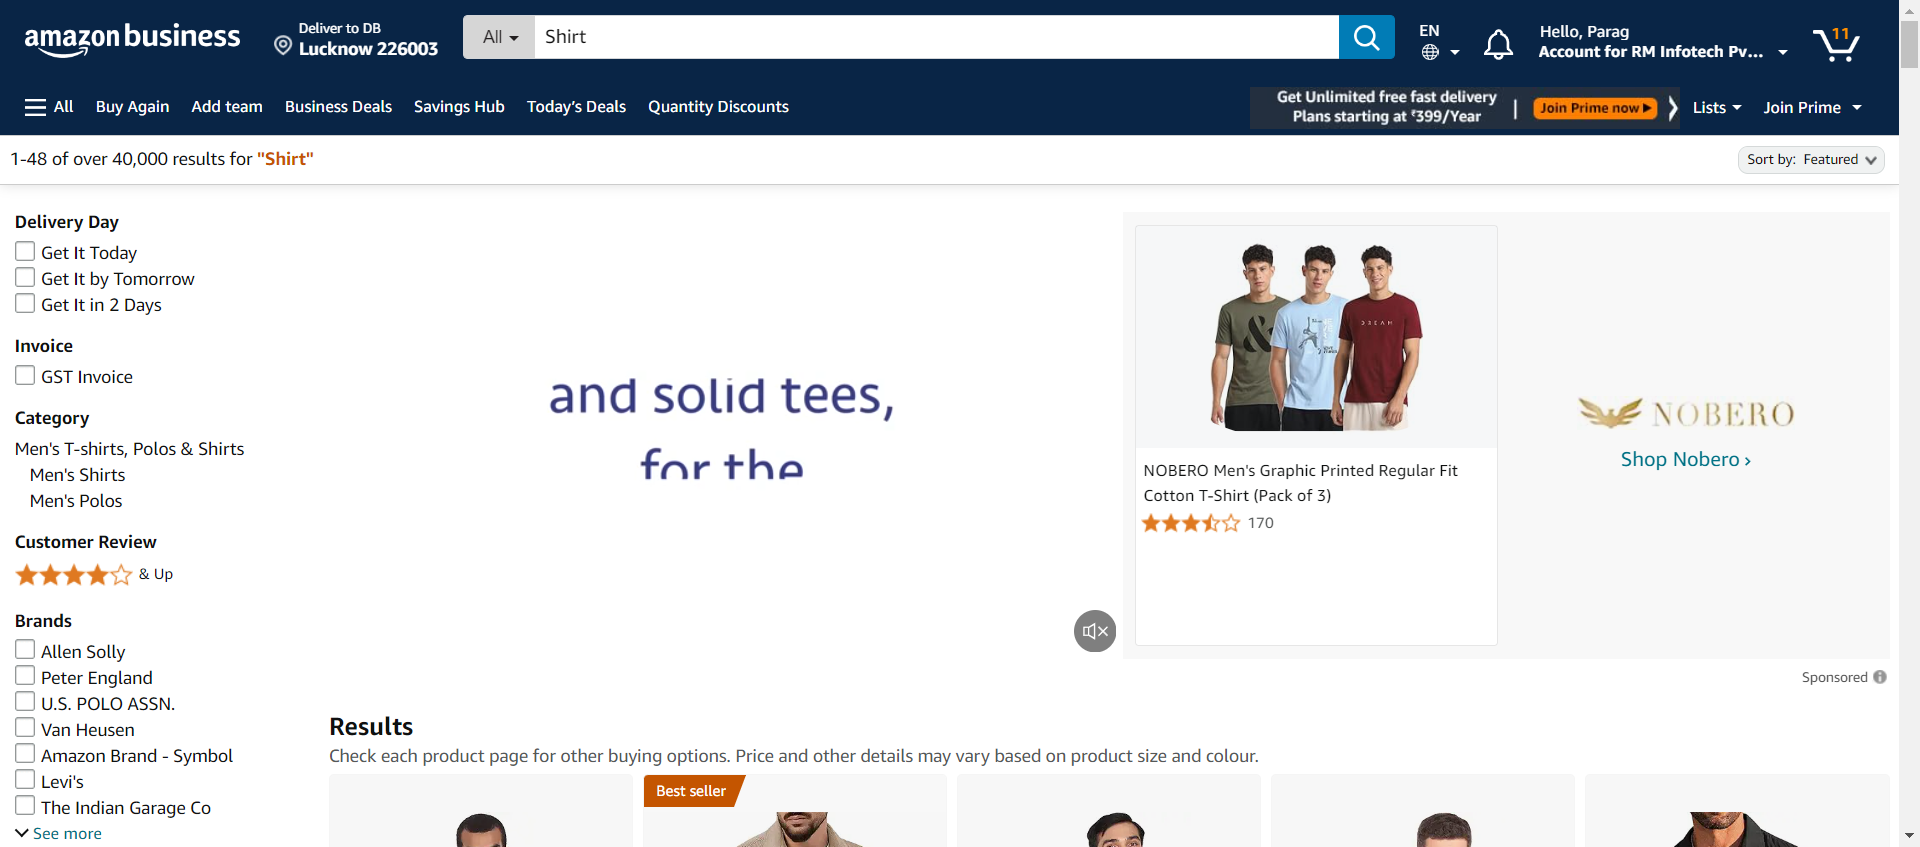 amazon business
Deliver to DB
Lucknow 226003
All
Shirt
EN
Hello, Parag
Account for RM Infotech Pv...
11
All
Buy Again
Add team
Business Deals
Savings Hub
Today's Deals
Quantity Discounts
Get Unlimited free fast delivery
Plans starting at ₹399/Year
Join Prime now
Lists
Join Prime
1-48 of over 40,000 results for "Shirt"
Sort by: Featured
Delivery Day
Get It Today
Get It by Tomorrow
Get It in 2 Days
Invoice
GST Invoice
Category
Men's T-shirts, Polos & Shirts
Men's Shirts
Men's Polos
Customer Review
& Up
Brands
Allen Solly
Peter England
U.S. POLO ASSN.
Van Heusen
Amazon Brand - Symbol
Levi's
The Indian Garage Co
See more
and solid tees,
for the
&
DREAM
NOBERO Men's Graphic Printed Regular Fit
Cotton T-Shirt (Pack of 3)
170
NOBERO
Shop Nobero ›
Sponsored
Results
Check each product page for other buying options. Price and other details may vary based on product size and colour.
Best seller